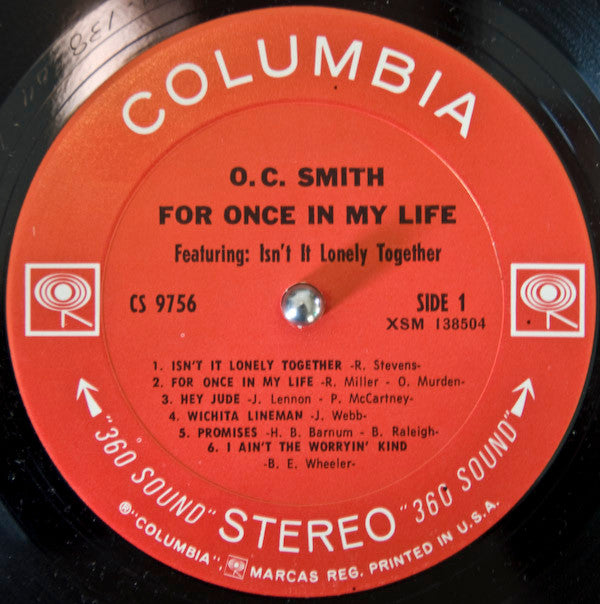 COLUMBIA
O.C. SMITH
FOR ONCE IN MY LIFE
Featuring: Isn't It Lonely Together
CS 9756
SIDE 1
XSM 138504
1. ISN'T IT LONELY TOGETHER -R. Stevens-
2. FOR ONCE IN MY LIFE -R. Miller - O. Murden-
3. HEY JUDE -J. Lennon - P. McCartney-
4. WICHITA LINEMAN -J. Webb-
5. PROMISES -H. B. Barnum - B. Raleigh-
6. I AIN'T THE WORRYIN' KIND
-B. E. Wheeler-
"360 SOUND" STEREO "360 SOUND"
℗"COLUMBIA", MARCAS REG. PRINTED IN U.S.A.